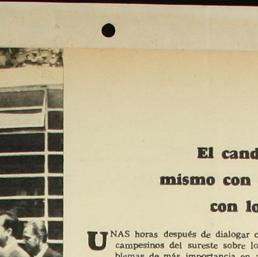 El cand
mismo con
con lo
UNAS horas después de dialogar c
campesinos del sureste sobre lo
blemas de más importancia en